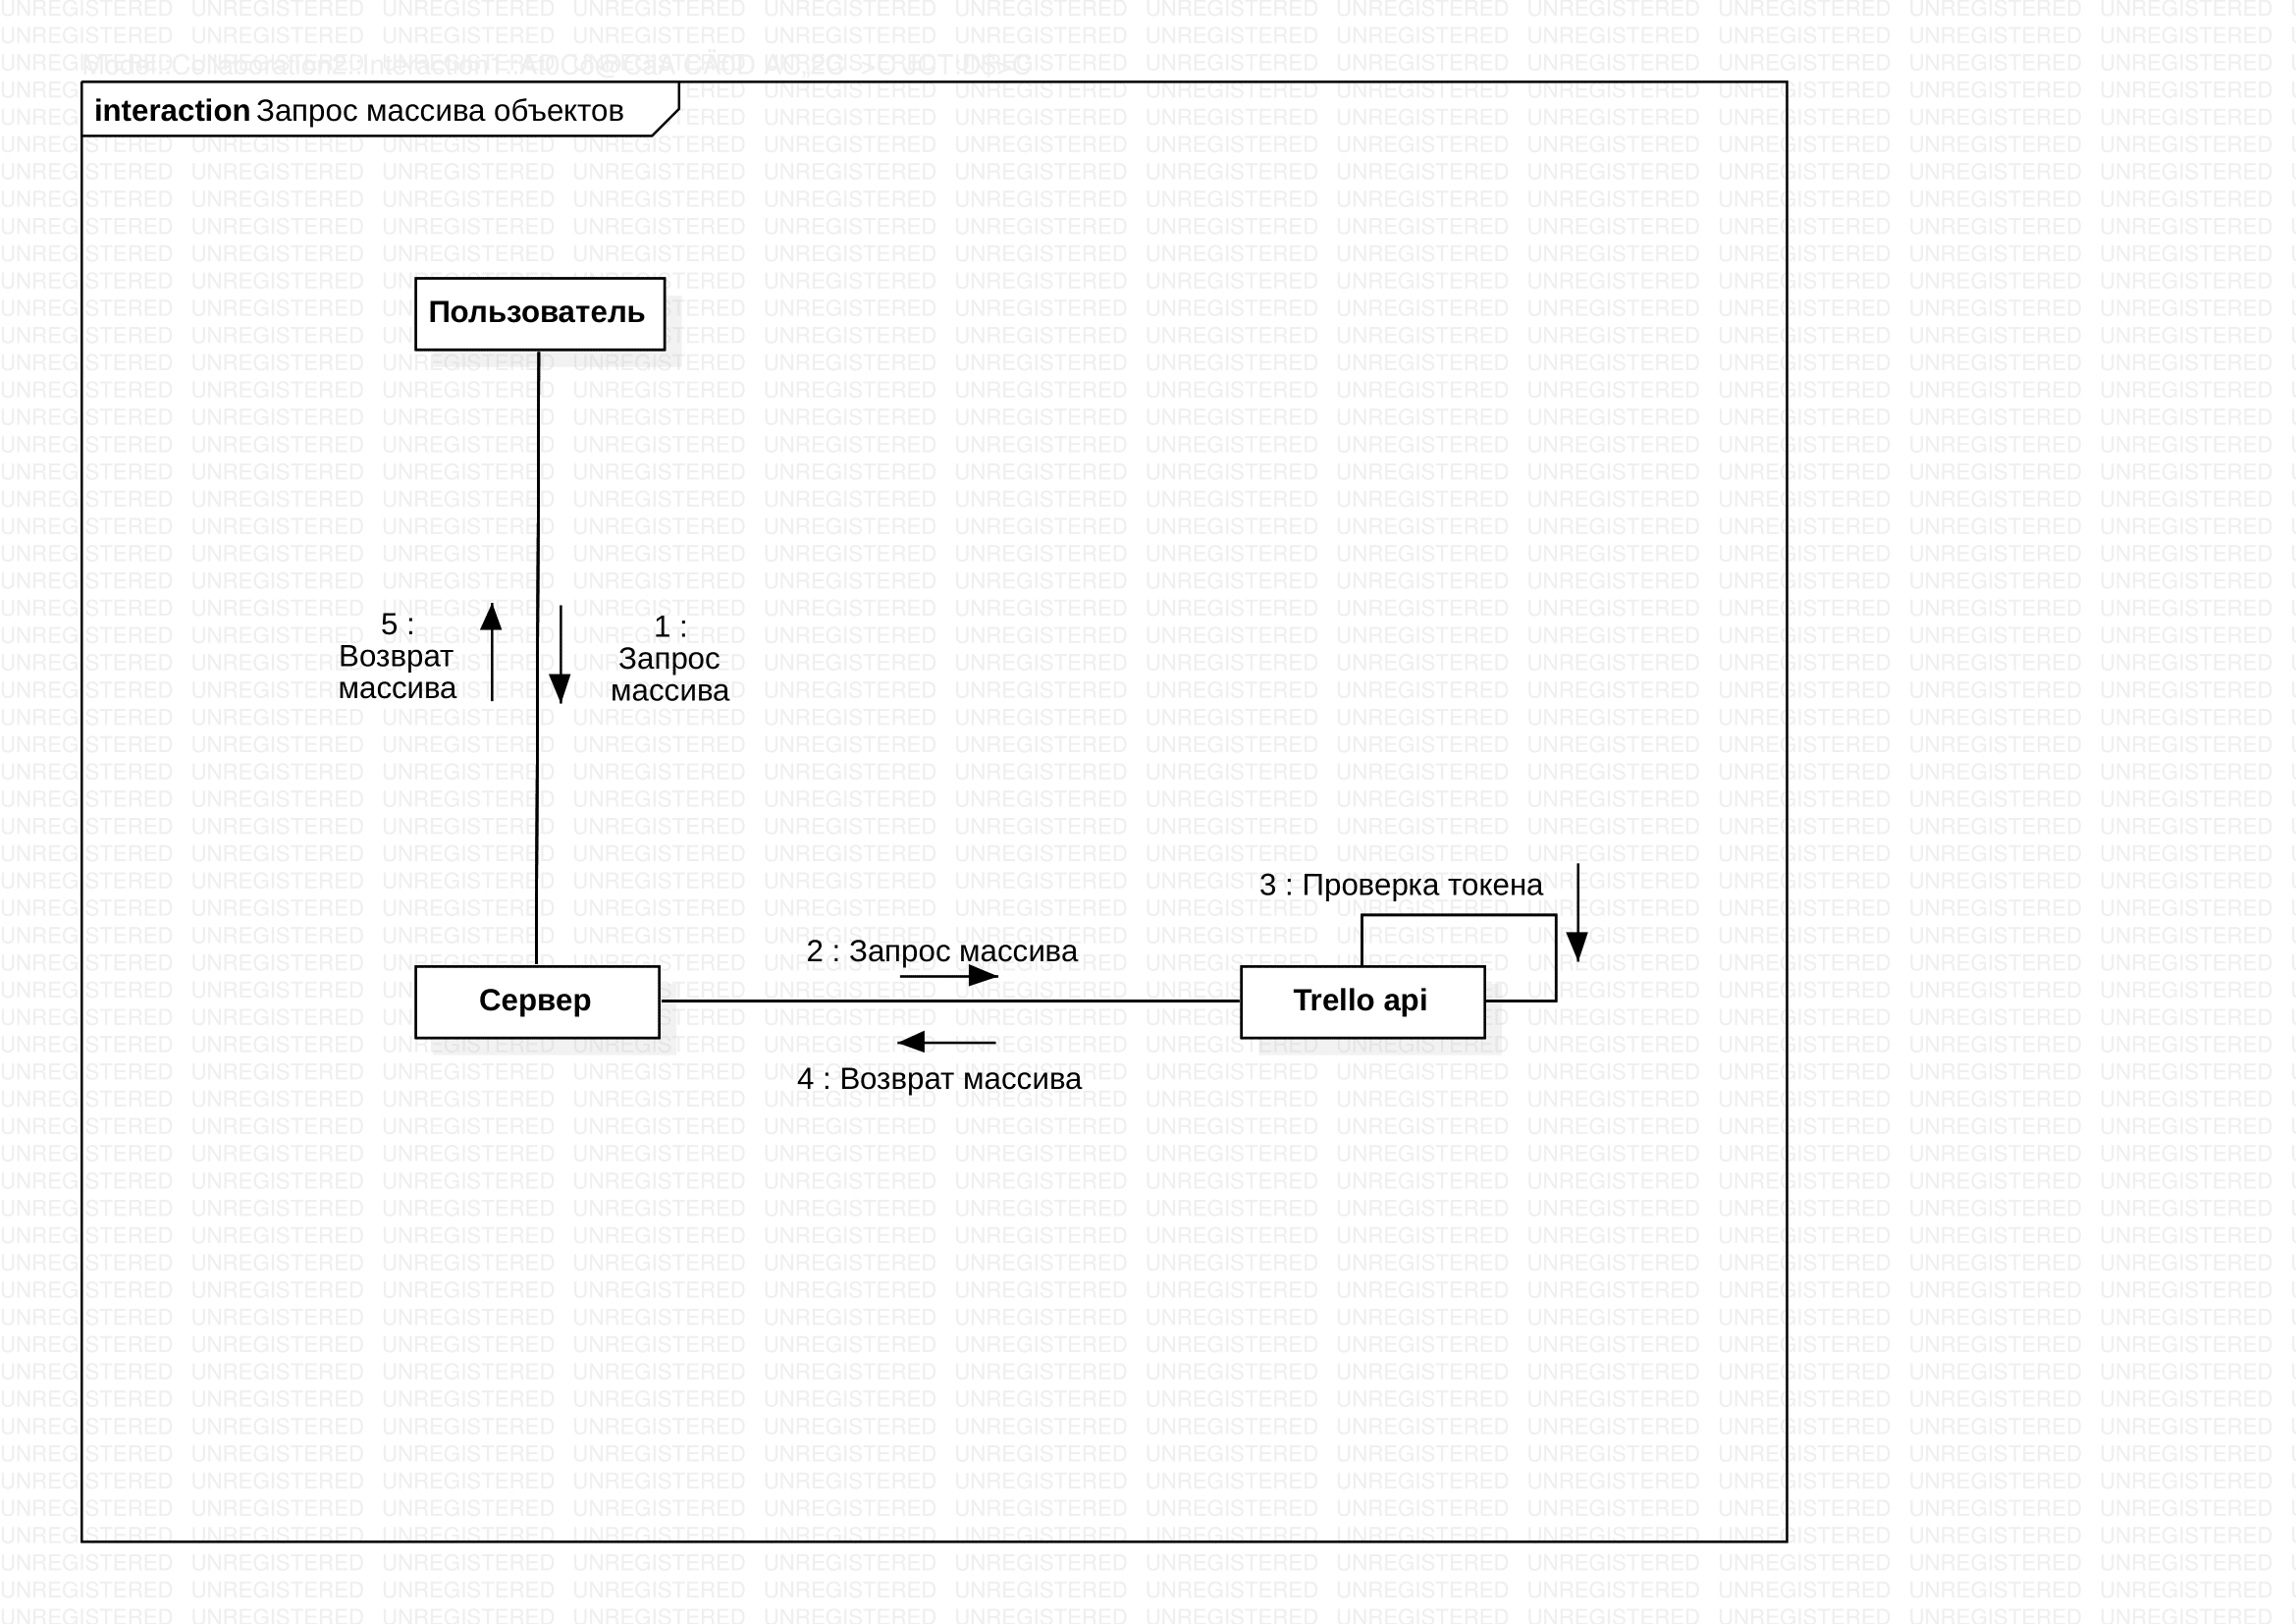 interaction Запрос массива объектов
Пользователь
5 :
Возврат
массива
1 :
Запрос
массива
3 : Проверка токена
2 : Запрос массива
Сервер
Trello api
4 : Возврат массива
UNREGISTERED